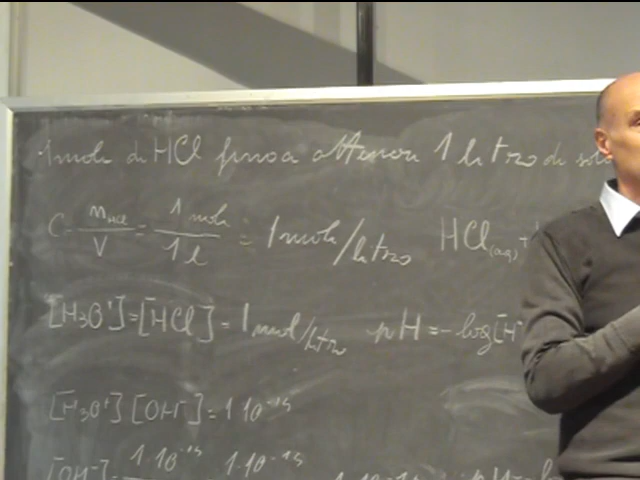 1 mole di HCl fino a ottenere 1 litro di
C = nHCl / V = 1 mole / 1 l = 1 mole/litro HCl(aq) +
[H₃O⁺] = [HCl] = 1 mol/litro pH = -log[H
[H₃O⁺] [OH⁻] = 1·10⁻¹⁴
[OH⁻] = 1·10⁻¹⁴ 1·10⁻¹⁴